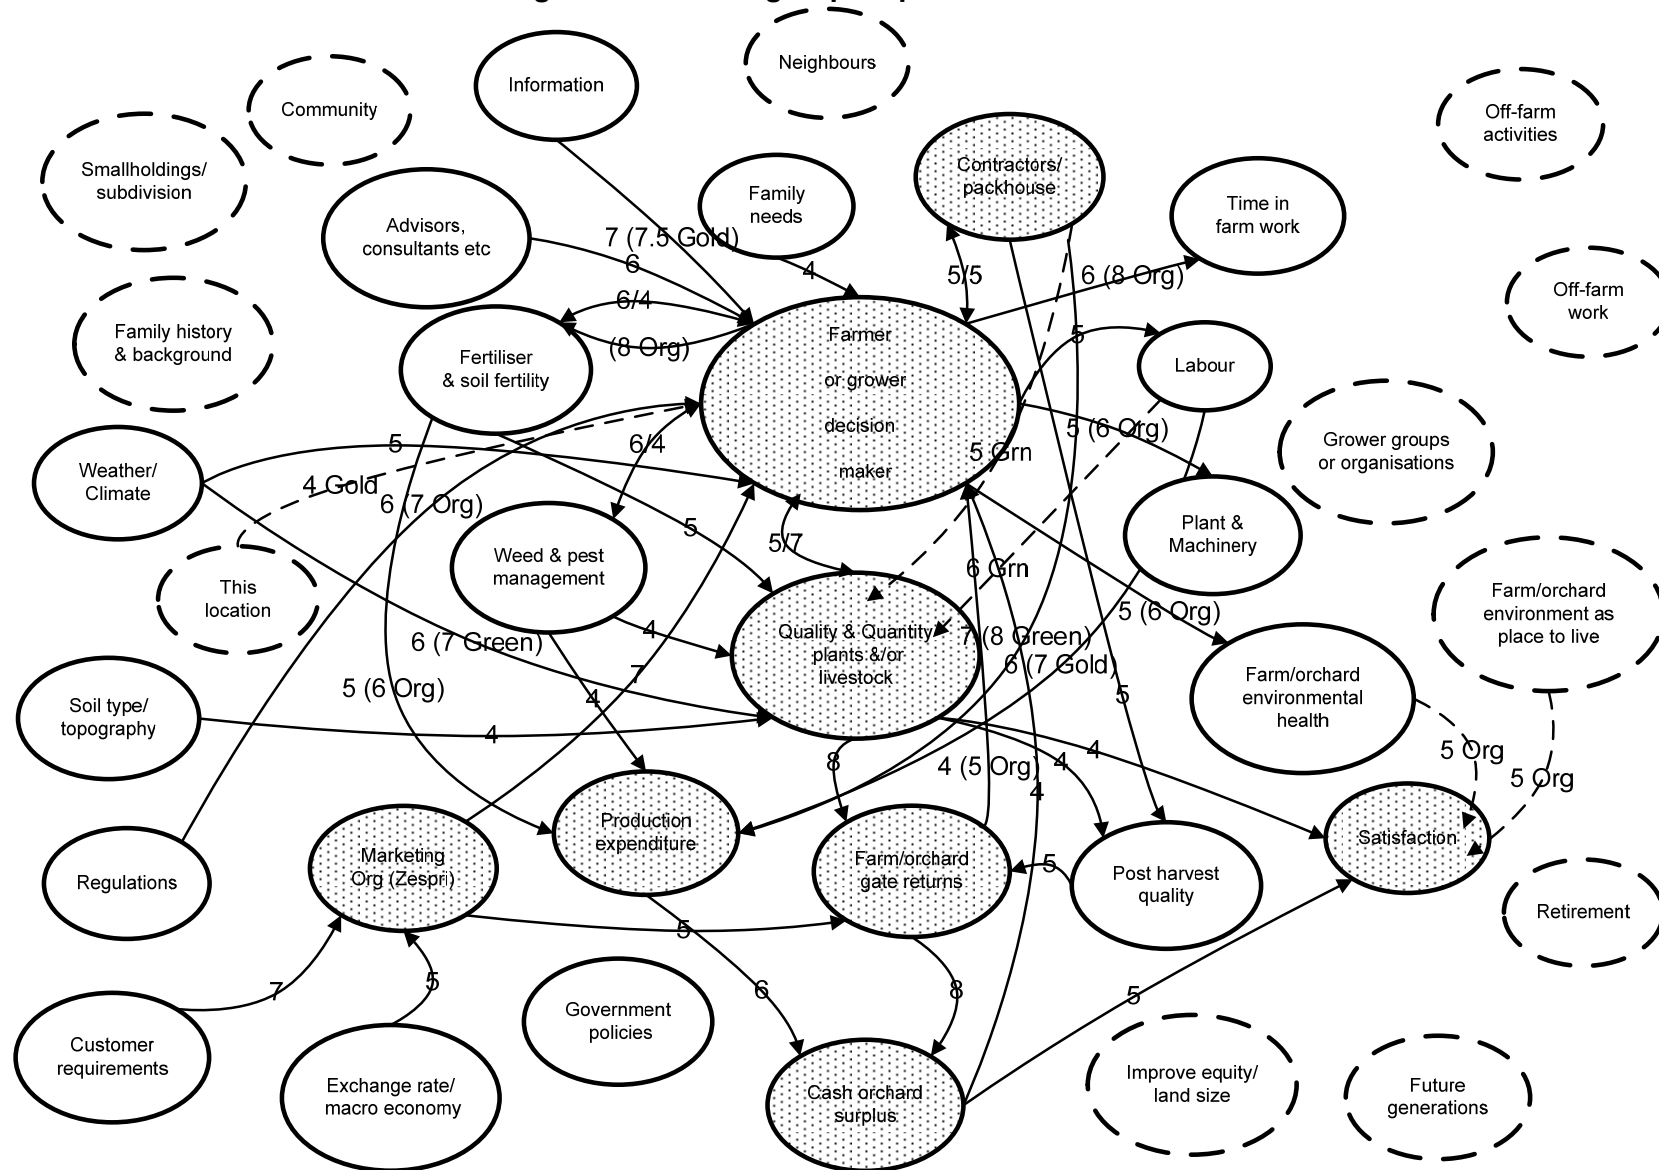 Neighbours
Information
Community
Off-farm
activities
Smallholdings/
subdivision
Contractors/
packhouse
Family
needs
Time in
farm work
Advisors,
consultants etc
7 (7.5 Gold)
6
4
5/5
6 (8 Org)
Off-farm
work
6/4
Family history
& background
(8 Org)
Fertiliser
& soil fertility
Farmer
or grower
decision
maker
5
Labour
5
6/4
5 (6 Org)
5 Grn
Grower groups
or organisations
Weather/
Climate
4 Gold
6 (7 Org)
5
5/7
Plant &
Machinery
Weed & pest
management
6 Grn
This
location
Farm/orchard
environment as
place to live
5 (6 Org)
4
Quality & Quantity
plants &/or
livestock
7 (8 Green)
6 (7 Gold)
6 (7 Green)
7
5 (6 Org)
4
5
Farm/orchard
environmental
health
Soil type/
topography
4
8
4 (5 Org)
4
4
4
5 Org
5 Org
Production
expenditure
Satisfaction
Marketing
Org (Zespri)
Farm/orchard
gate returns
5
Post harvest
quality
Regulations
Retirement
5
7
5
6
8
5
Government
policies
Customer
requirements
Exchange rate/
macro economy
Cash orchard
surplus
Improve equity/
land size
Future
generations